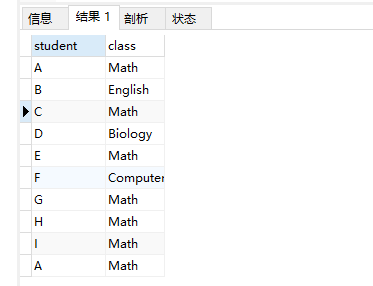 信息 结果 1 剖析 状态
student class
A Math
B English
C Math
D Biology
E Math
F Computer
G Math
H Math
I Math
A Math